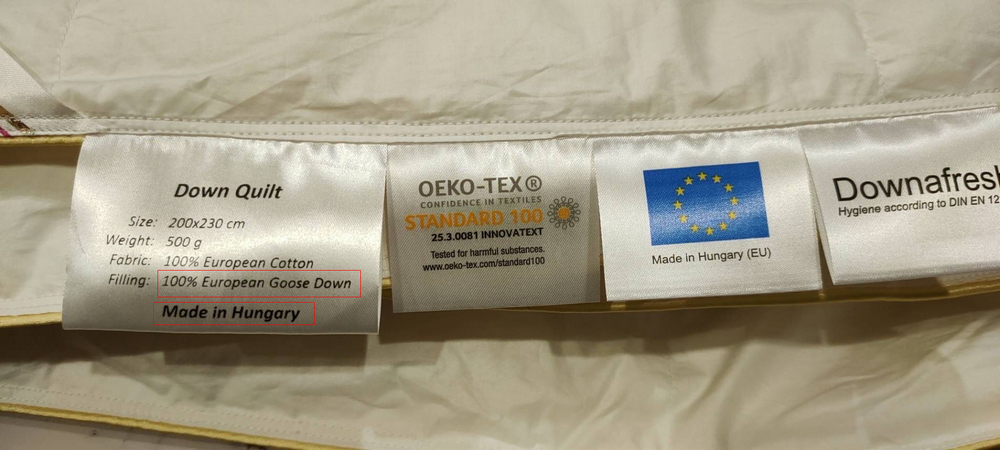 Down Quilt
Size: 200x230 cm
Weight: 500 g
Fabric: 100% European Cotton
Filling: 100% European Goose Down
Made in Hungary
OEKO-TEX®
CONFIDENCE IN TEXTILES
STANDARD 100
25.3.0081 INNOVATEXT
Tested for harmful substances.
www.oeko-tex.com/standard100
Made in Hungary (EU)
Downafresh
Hygiene according to DIN EN 12